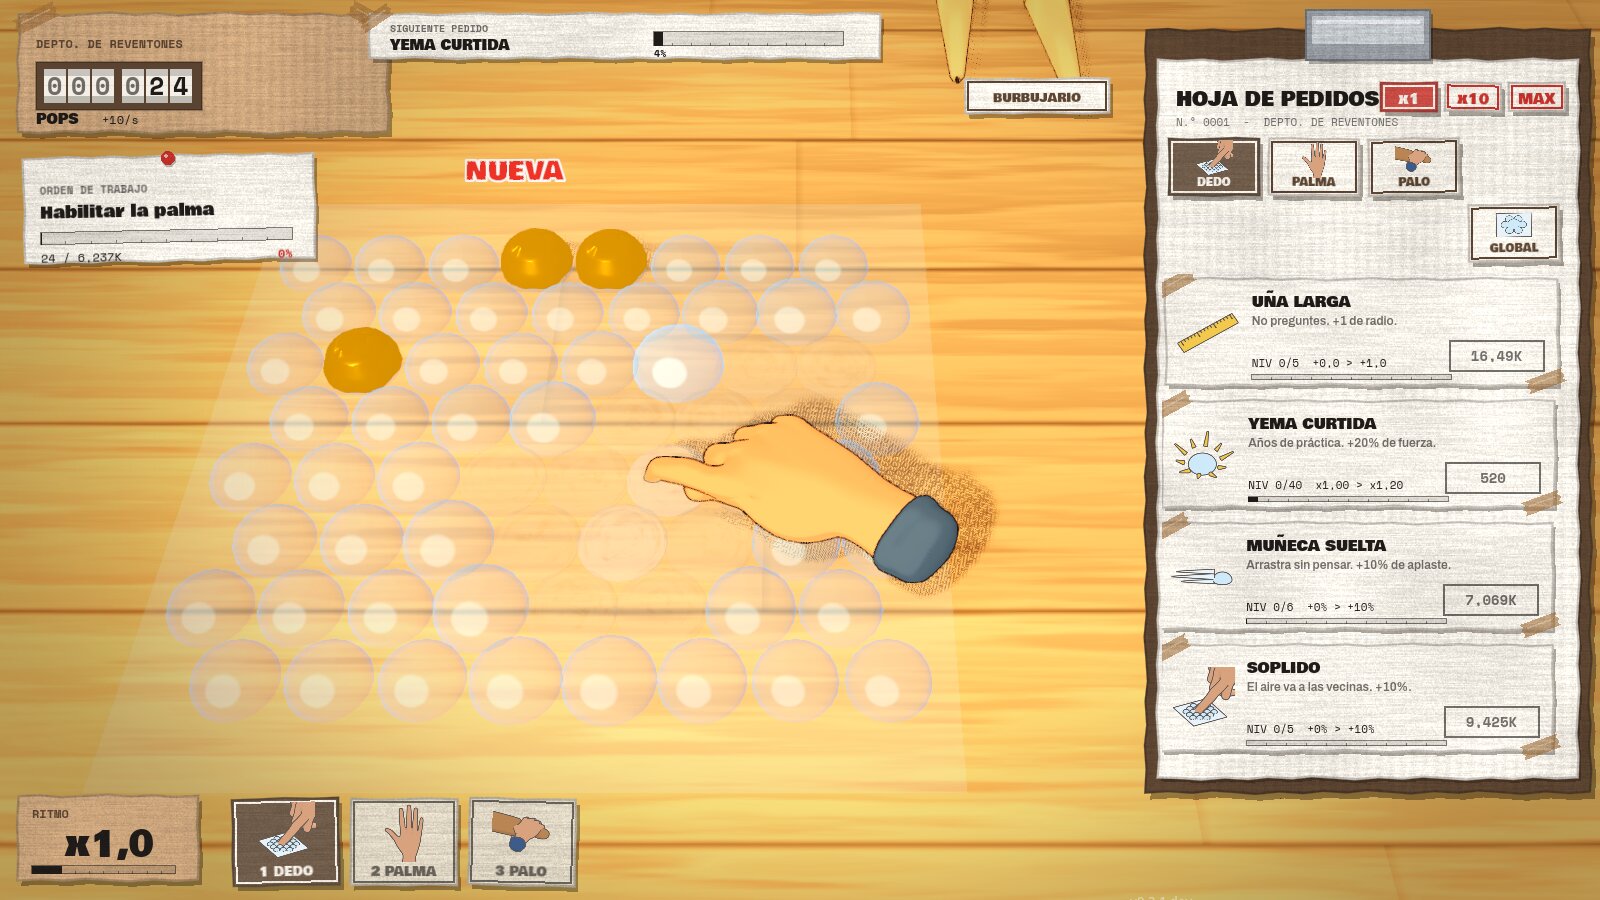 DEPTO. DE REVENTONES
000 024
POPS +10/s
SIGUIENTE PEDIDO
YEMA CURTIDA
4%
BURBUJARIO
ORDEN DE TRABAJO
Habilitar la palma
0%
24 / 6,237K
NUEVA
HOJA DE PEDIDOS
x1
x10
MAX
N.° 0001 - DEPTO. DE REVENTONES
DEDO
PALMA
PALO
GLOBAL
UÑA LARGA
No preguntes. +1 de radio.
NIV 0/5 +0,0 > +1,0
16,49K
YEMA CURTIDA
Años de práctica. +20% de fuerza.
NIV 0/40 x1,00 > x1,20
520
MUÑECA SUELTA
Arrastra sin pensar. +10% de aplaste.
NIV 0/6 +0% > +10%
7,069K
SOPLIDO
El aire va a las vecinas. +10%.
NIV 0/5 +0% > +10%
9,425K
RITMO
x1,0
1 DEDO
2 PALMA
3 PALO